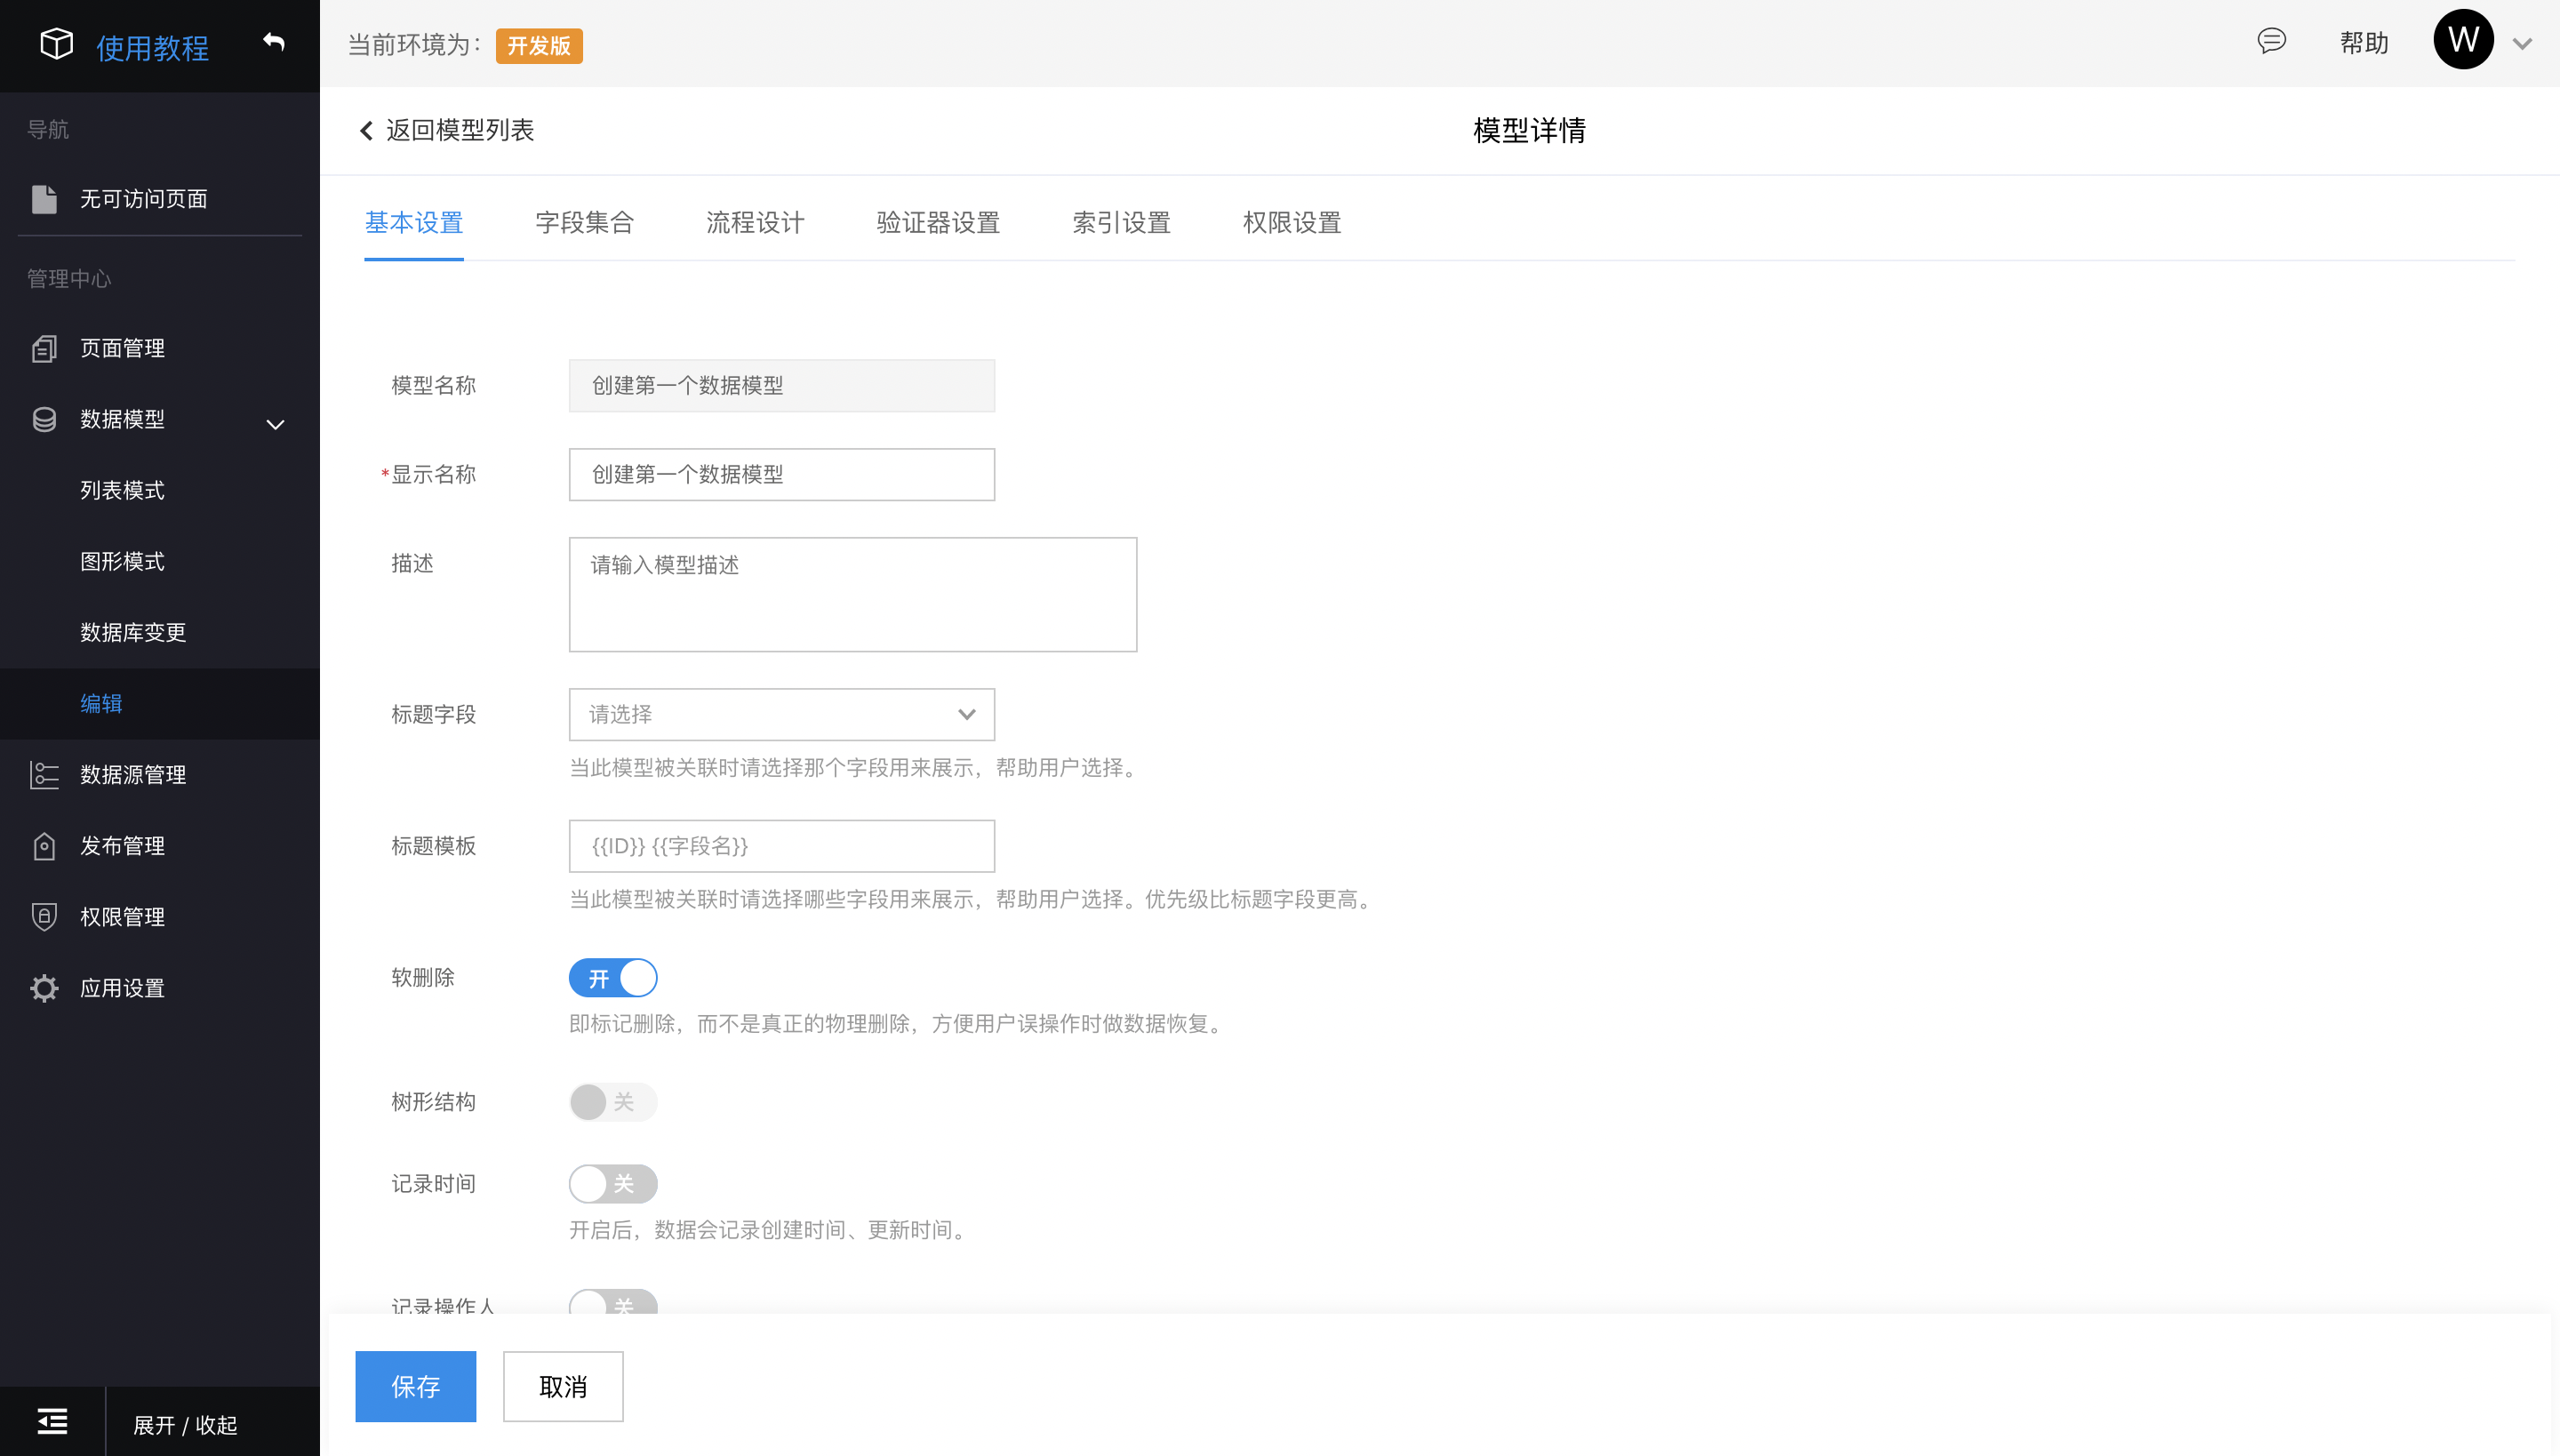 使用教程
导航
无可访问页面
管理中心
页面管理
数据模型
列表模式
图形模式
数据库变更
编辑
数据源管理
发布管理
权限管理
应用设置
展开 / 收起
当前环境为： 开发版
帮助 W
返回模型列表 模型详情
基本设置 字段集合 流程设计 验证器设置 索引设置 权限设置
模型名称 创建第一个数据模型
*显示名称 创建第一个数据模型
描述 请输入模型描述
标题字段 请选择
当此模型被关联时请选择那个字段用来展示，帮助用户选择。
标题模板 {{ID}} {{字段名}}
当此模型被关联时请选择哪些字段用来展示，帮助用户选择。优先级比标题字段更高。
软删除 开
即标记删除，而不是真正的物理删除，方便用户误操作时做数据恢复。
树形结构 关
记录时间 关
开启后，数据会记录创建时间、更新时间。
记录操作人 关
保存 取消